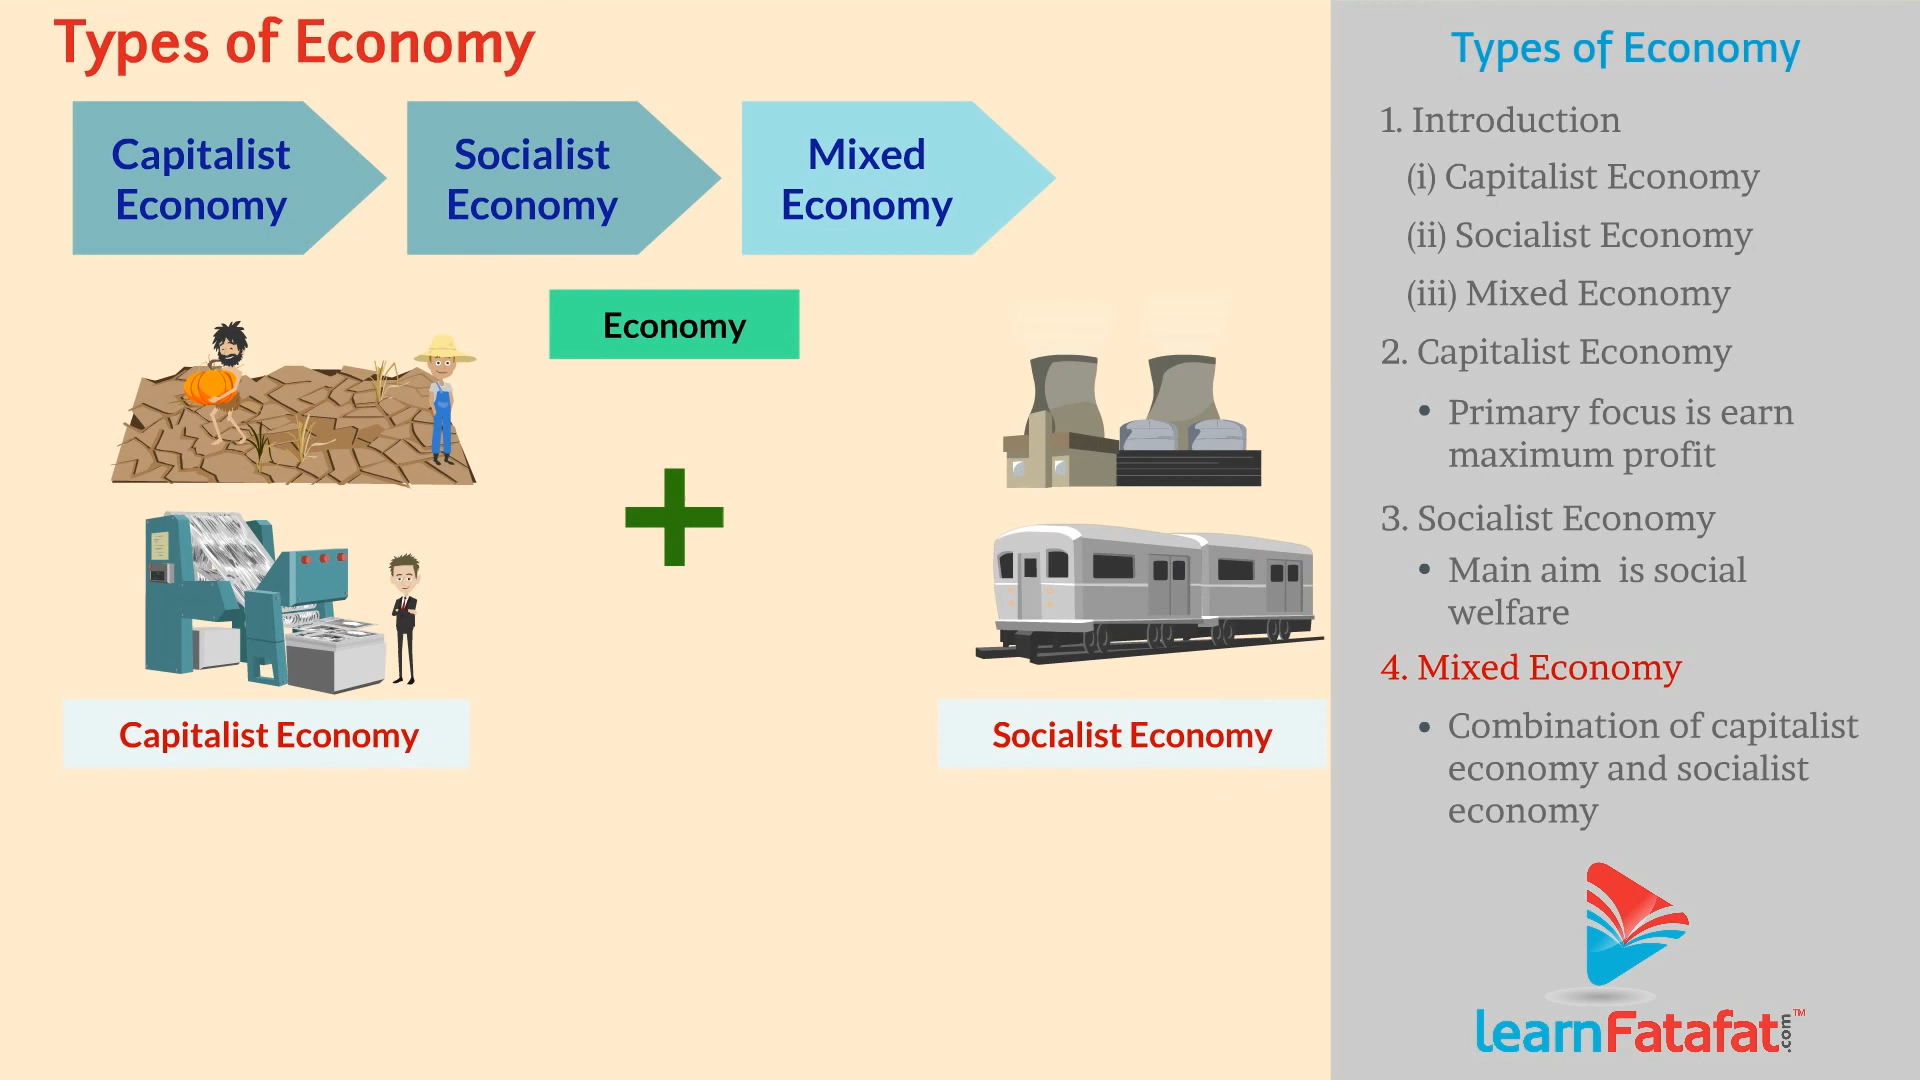 Types of Economy
Capitalist
Economy
Socialist
Economy
Mixed
Economy
Economy
Capitalist Economy
Socialist Economy
Types of Economy
1. Introduction
(i) Capitalist Economy
(ii) Socialist Economy
(iii) Mixed Economy
2. Capitalist Economy
• Primary focus is earn
maximum profit
3. Socialist Economy
• Main aim  is social
welfare
4. Mixed Economy
• Combination of capitalist
economy and socialist
economy
learnFatafat.com™